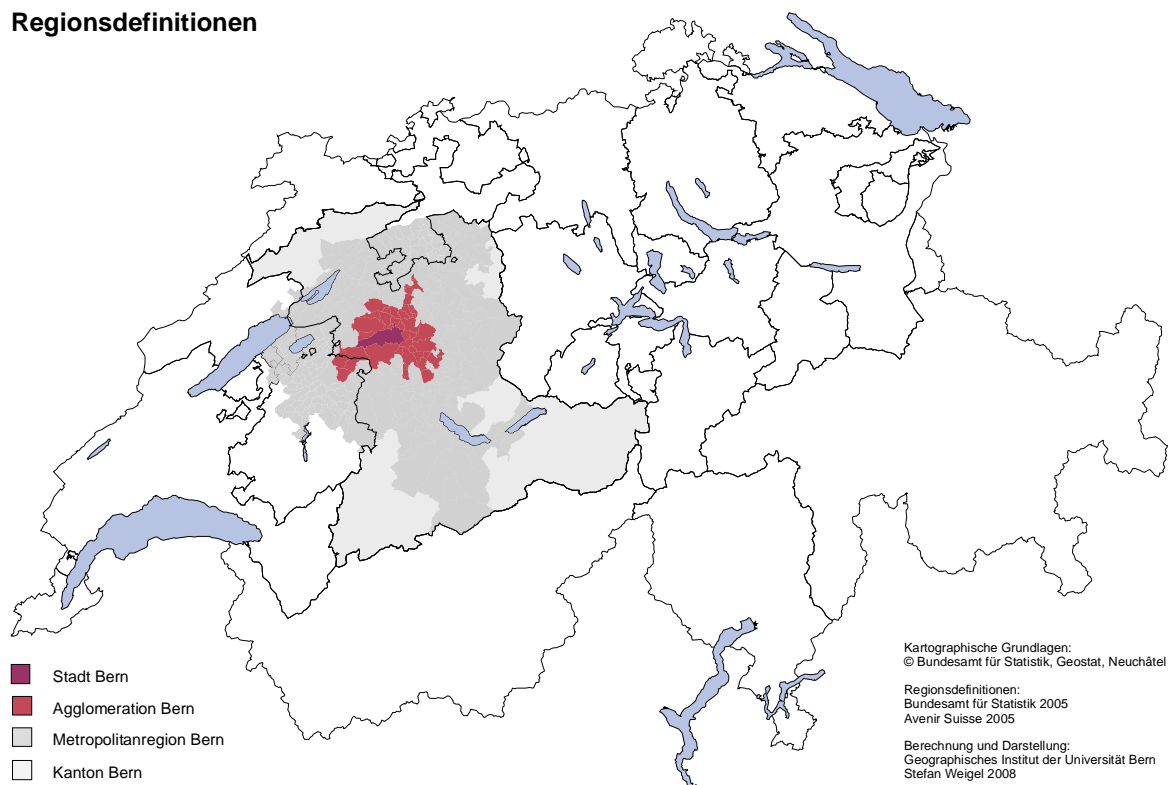 Regionsdefinitionen
Stadt Bern
Agglomeration Bern
Metropolitanregion Bern
Kanton Bern
Kartographische Grundlagen:
© Bundesamt für Statistik, Geostat, Neuchâtel
Regionsdefinitionen:
Bundesamt für Statistik 2005
Avenir Suisse 2005
Berechnung und Darstellung:
Geographisches Institut der Universität Bern
Stefan Weigel 2008